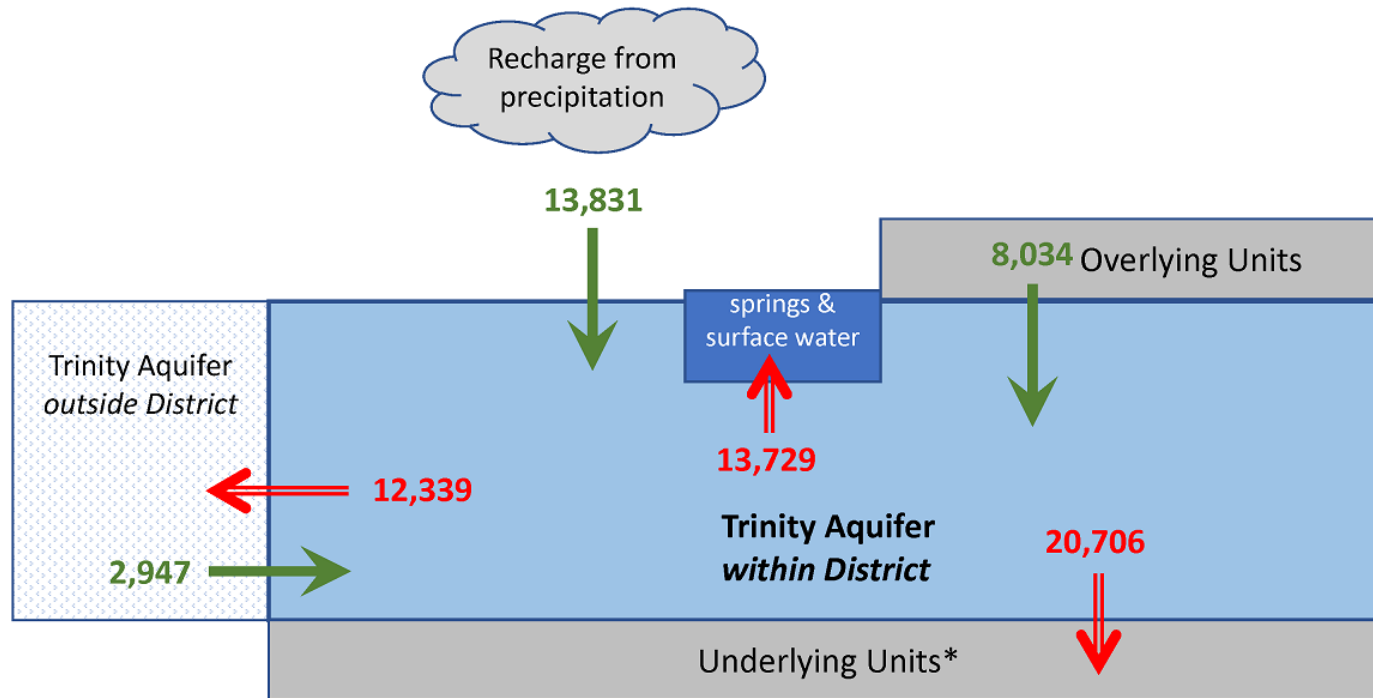 Recharge from
precipitation
13,831
8,034 Overlying Units
springs &
surface water
Trinity Aquifer
outside District
13,729
12,339
Trinity Aquifer
within District
20,706
2,947
Underlying Units*